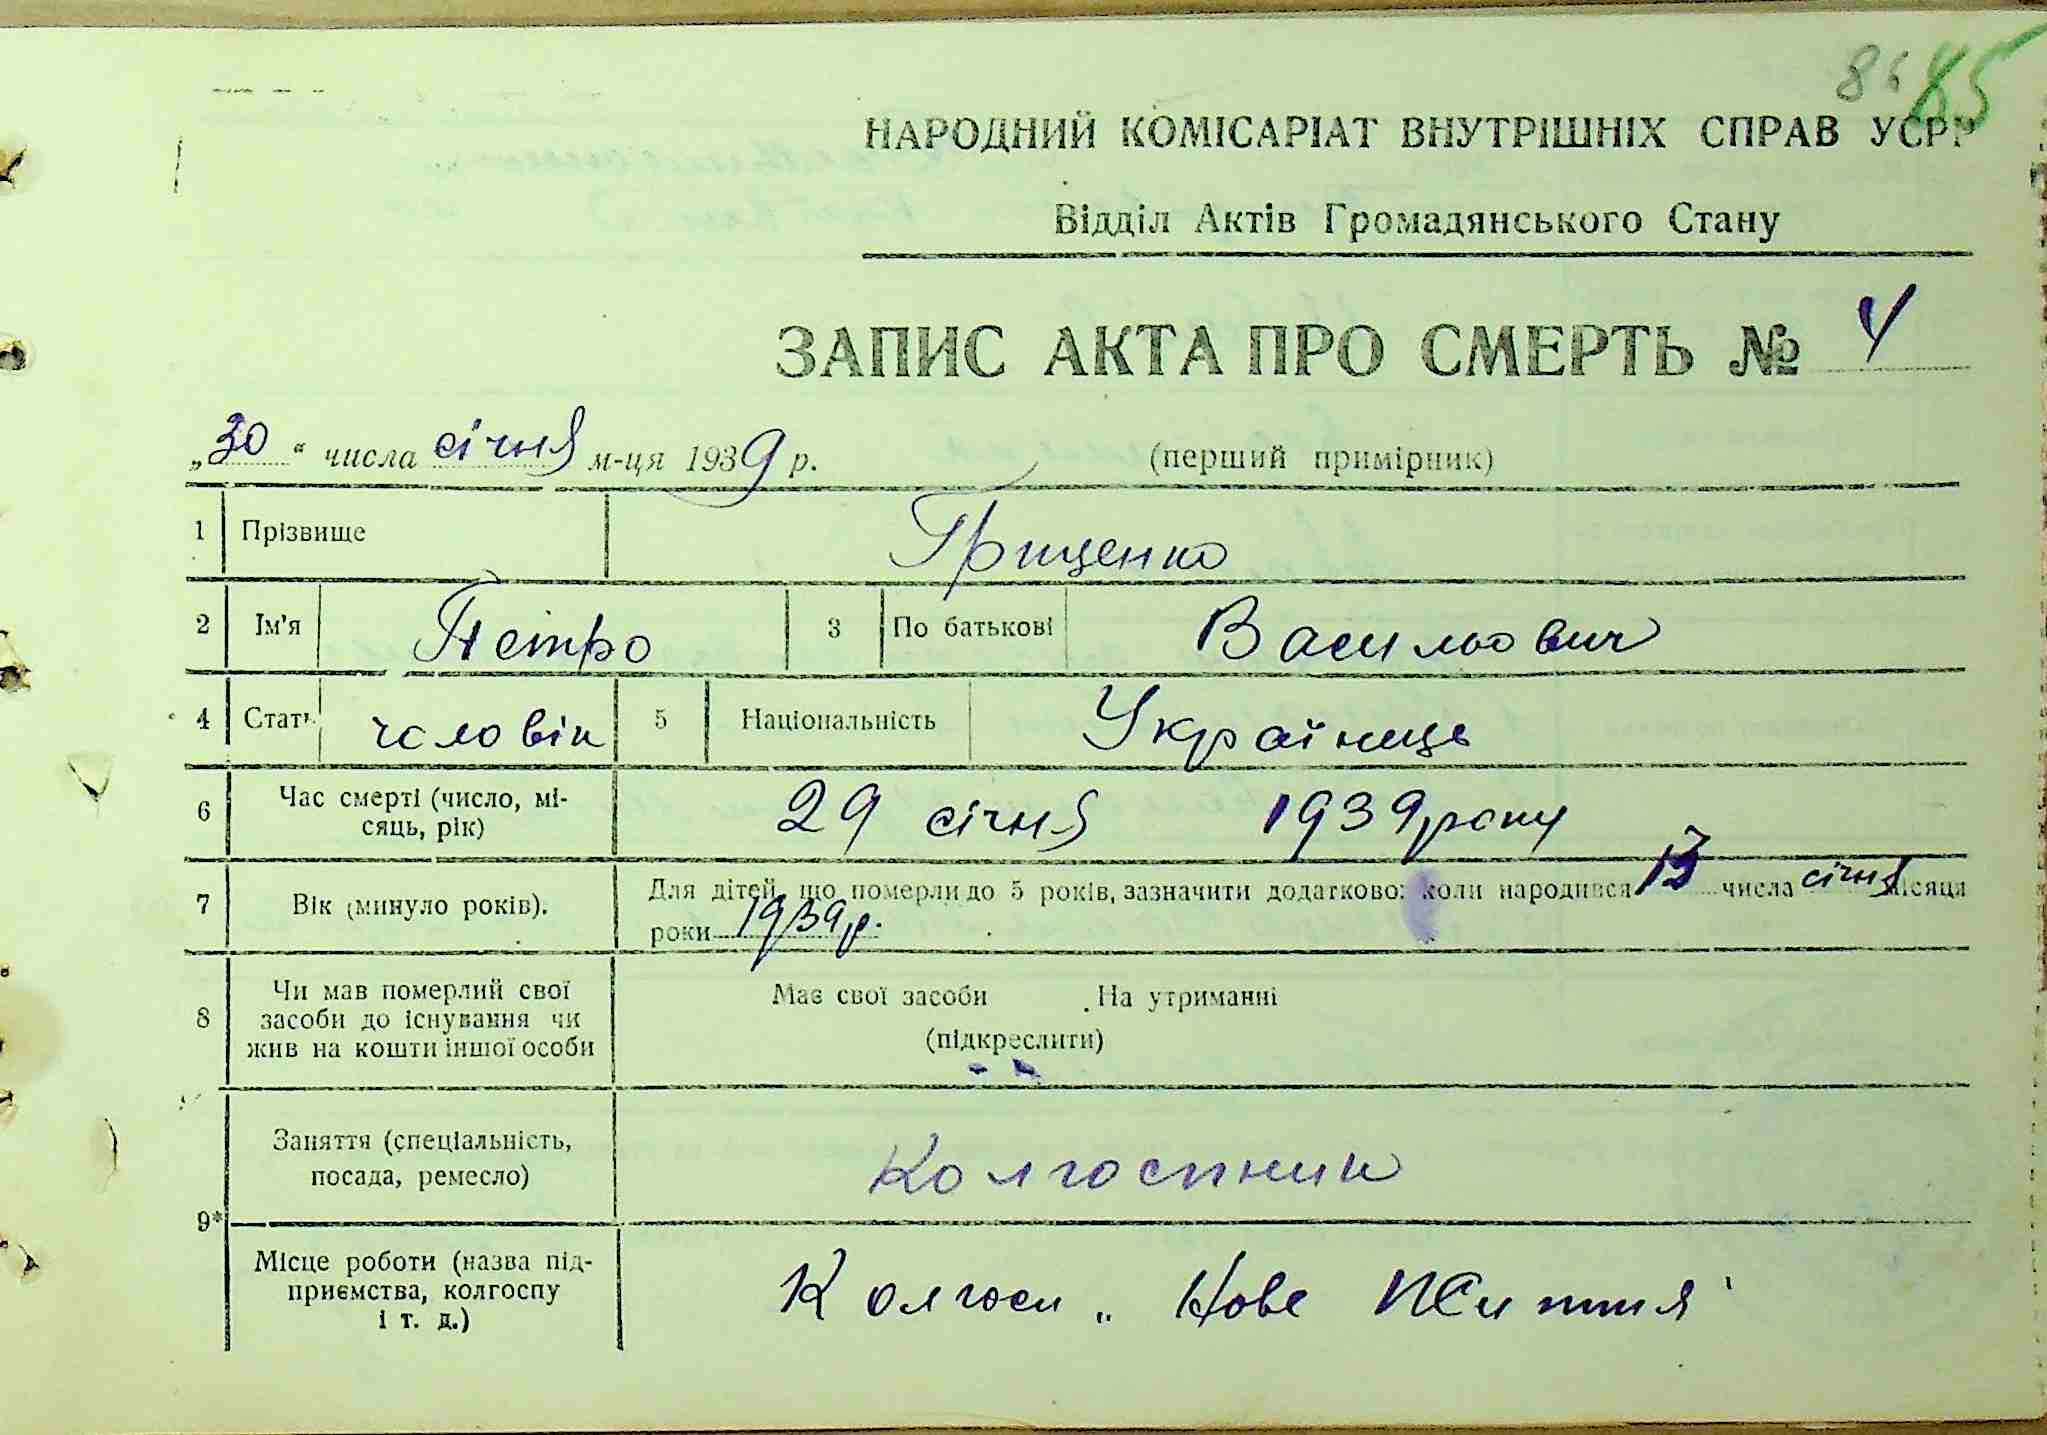 85
НАРОДНИЙ КОМІСАРІАТ ВНУТРІШНІХ СПРАВ УСРР
Відділ Актів Громадянського Стану
ЗАПИС АКТА ПРО СМЕРТЬ № 4
„30“ числа січня м-ця 1939 р. (перший примірник)
1 Прізвище Гриценко
2 Ім'я Петро 3 По батькові Васильович
4 Стать чоловік 5 Національність Українець
6 Час смерті (число, мі-
сяць, рік) 29 січня 1939 року
7 Вік (минуло років). Для дітей, що померли до 5 років, зазначити додатково: коли народився 13 числа січня місяця
роки 1939 р.
8 Чи мав померлий свої
засоби до існування чи
жив на кошти іншої особи
Має свої засоби На утриманні
(підкреслити)
9* Заняття (спеціальність,
посада, ремесло) Колгоспник
Місце роботи (назва під-
приємства, колгоспу
і т. д.) Колгосп „Нове Життя"